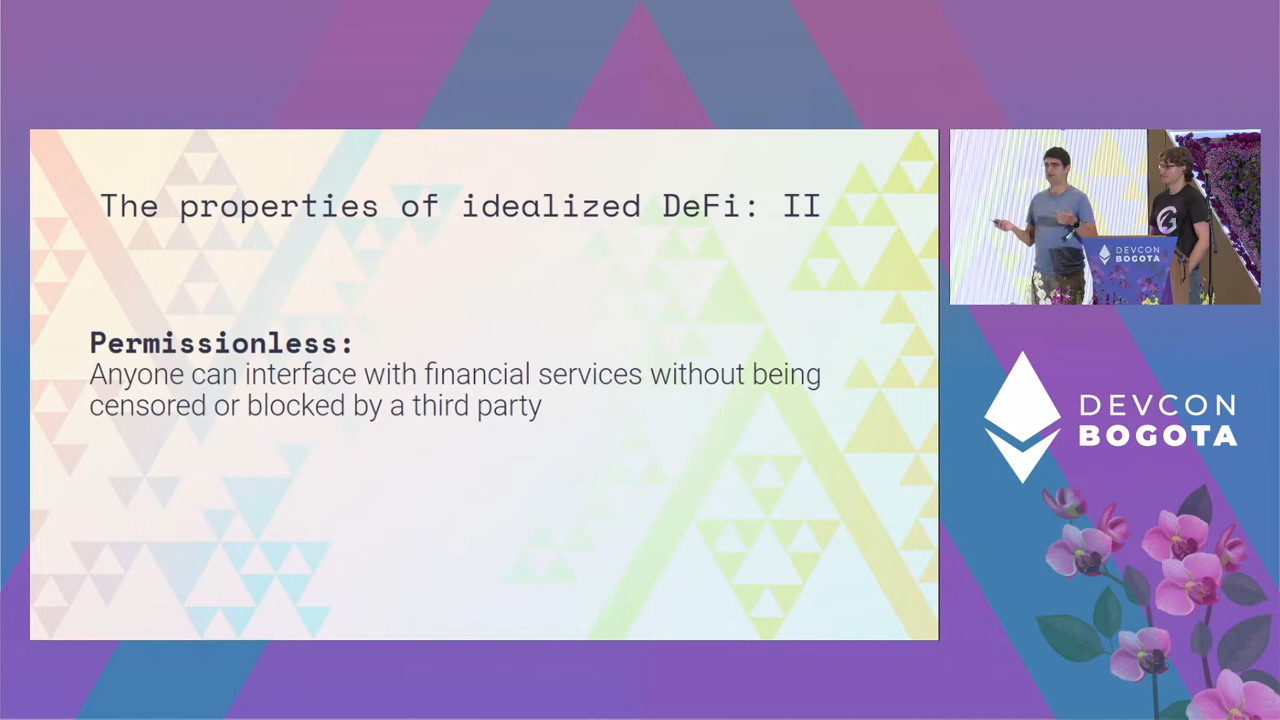 The properties of idealized DeFi: II
Permissionless:
Anyone can interface with financial services without being
censored or blocked by a third party
DEVCON
BOGOTA
DEVCON
BOGOTA